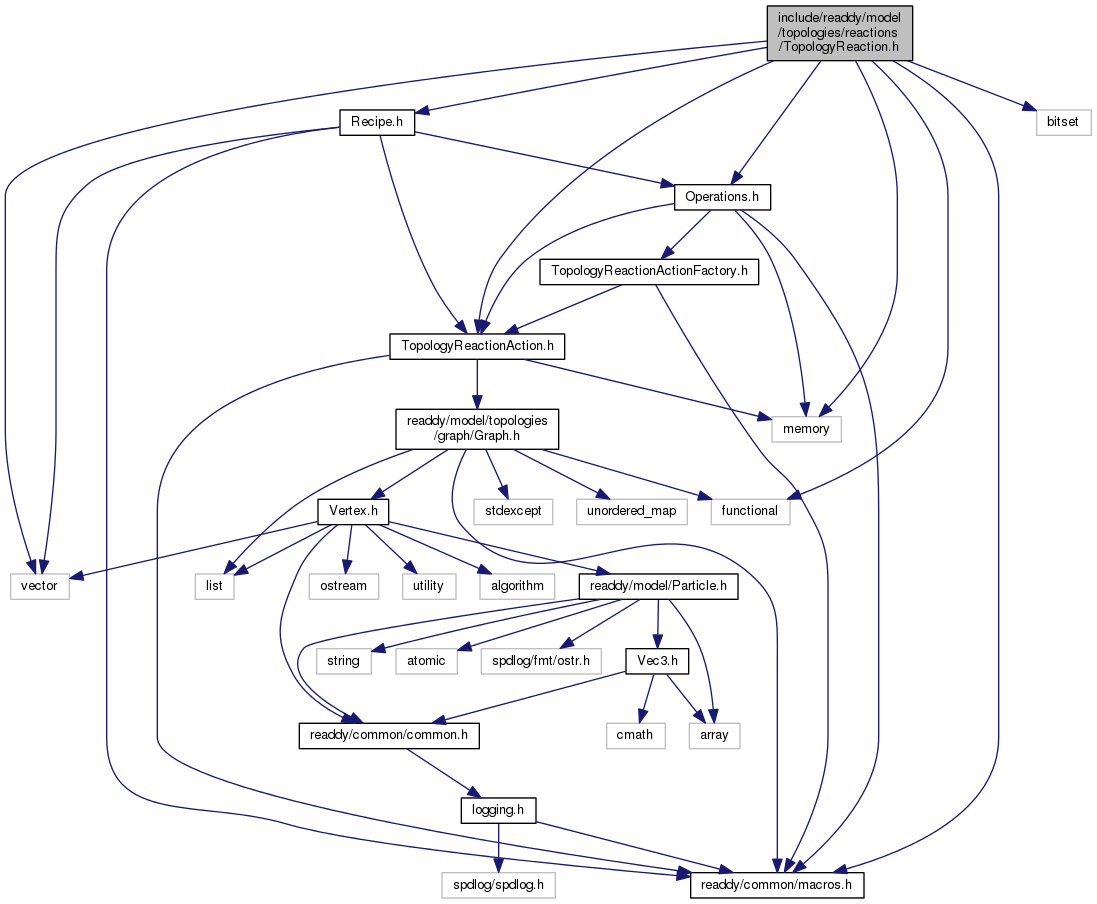 include/readdy/model
/topologies/reactions
/TopologyReaction.h
Recipe.h
bitset
Operations.h
TopologyReactionActionFactory.h
TopologyReactionAction.h
readdy/model/topologies
/graph/Graph.h
memory
Vertex.h
stdexcept
unordered_map
functional
vector
list
ostream
utility
algorithm
readdy/model/Particle.h
string
atomic
spdlog/fmt/ostr.h
Vec3.h
readdy/common/common.h
cmath
array
logging.h
spdlog/spdlog.h
readdy/common/macros.h